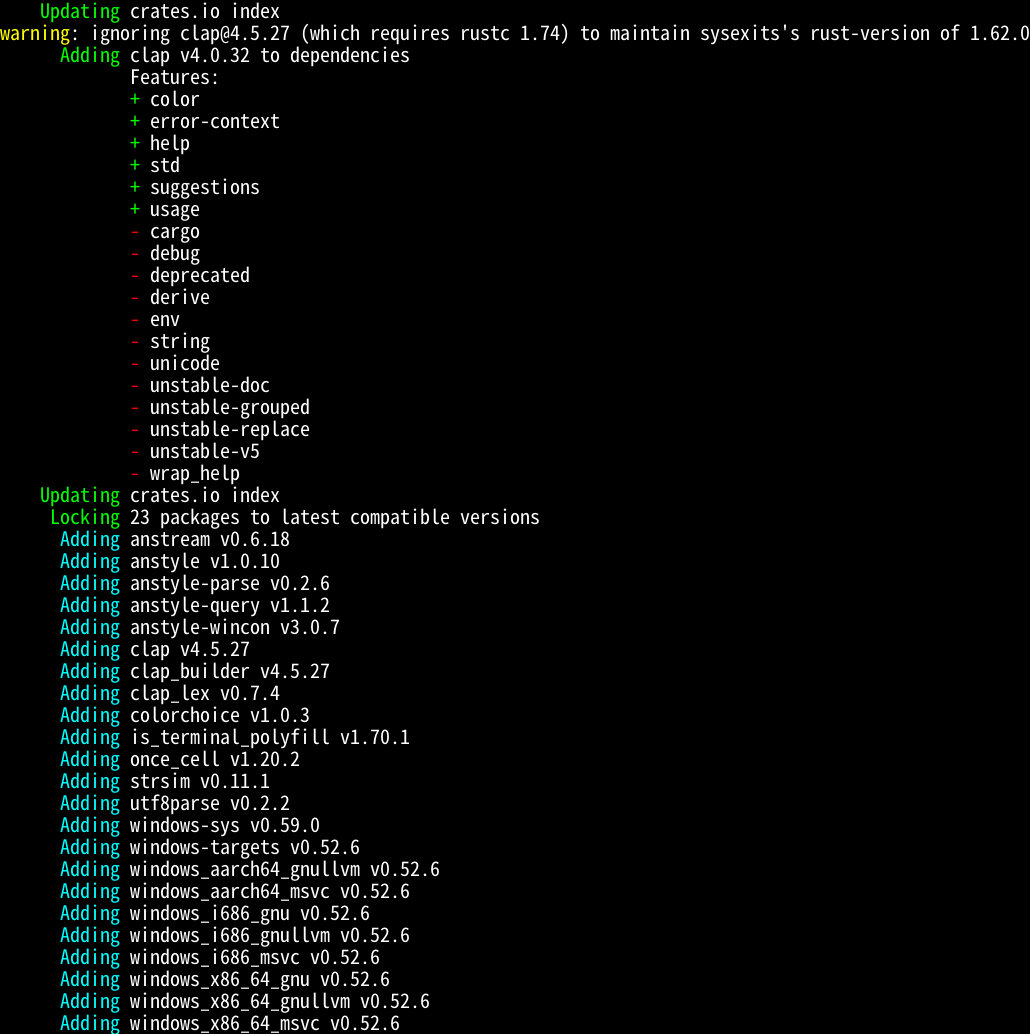 Updating crates.io index
warning: ignoring clap@4.5.27 (which requires rustc 1.74) to maintain sysexits's rust-version of 1.62.0
Adding clap v4.0.32 to dependencies
Features:
+ color
+ error-context
+ help
+ std
+ suggestions
+ usage
- cargo
- debug
- deprecated
- derive
- env
- string
- unicode
- unstable-doc
- unstable-grouped
- unstable-replace
- unstable-v5
- wrap_help
Updating crates.io index
Locking 23 packages to latest compatible versions
Adding anstream v0.6.18
Adding anstyle v1.0.10
Adding anstyle-parse v0.2.6
Adding anstyle-query v1.1.2
Adding anstyle-wincon v3.0.7
Adding clap v4.5.27
Adding clap_builder v4.5.27
Adding clap_lex v0.7.4
Adding colorchoice v1.0.3
Adding is_terminal_polyfill v1.70.1
Adding once_cell v1.20.2
Adding strsim v0.11.1
Adding utf8parse v0.2.2
Adding windows-sys v0.59.0
Adding windows-targets v0.52.6
Adding windows_aarch64_gnullvm v0.52.6
Adding windows_aarch64_msvc v0.52.6
Adding windows_i686_gnu v0.52.6
Adding windows_i686_gnullvm v0.52.6
Adding windows_i686_msvc v0.52.6
Adding windows_x86_64_gnu v0.52.6
Adding windows_x86_64_gnullvm v0.52.6
Adding windows_x86_64_msvc v0.52.6